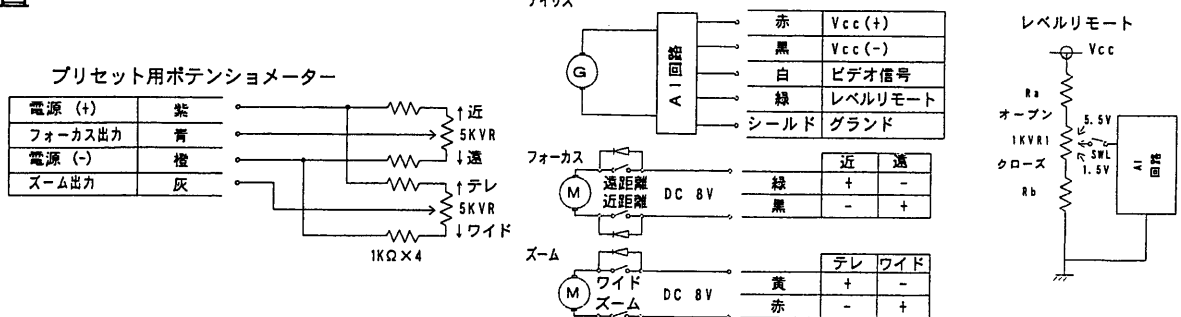 図
アイリス
プリセット用ポテンショメーター
電源 (+) 紫
フォーカス出力 青
電源 (-) 橙
ズーム出力 灰
↑近
5KVR
↓遠
↑テレ
5KVR
↓ワイド
1KΩ×4
G
AI回路
赤 Vcc(+)
黒 Vcc(-)
白 ビデオ信号
緑 レベルリモート
シールド グランド
フォーカス
M
遠距離
近距離
DC 8V
近 遠
緑 + -
黒 - +
ズーム
M
ワイド
ズーム
DC 8V
テレ ワイド
黄 + -
赤 - +
レベルリモート
Vcc
Ra
オープン
5.5V
1KVR1
SWL
クローズ
1.5V
Rb
AI回路